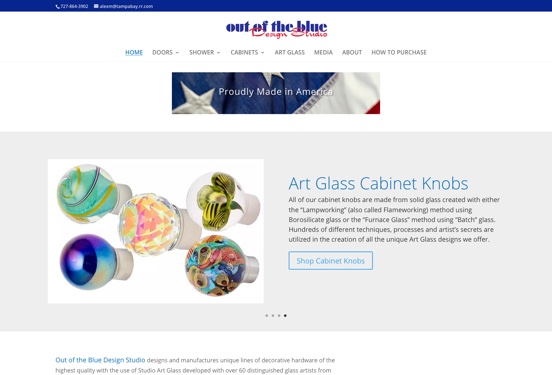 727-864-3902 alexm@tampabay.rr.com
out of the blue
Design Studio
HOME DOORS SHOWER CABINETS ART GLASS MEDIA ABOUT HOW TO PURCHASE
Proudly Made in America
Art Glass Cabinet Knobs
All of our cabinet knobs are made from solid glass created with either
the “Lampworking” (also called Flameworking) method using
Borosilicate glass or the “Furnace Glass” method using “Batch” glass.
Hundreds of different techniques, processes and artist’s secrets are
utilized in the creation of all the unique Art Glass designs we offer.
Shop Cabinet Knobs
Out of the Blue Design Studio designs and manufactures unique lines of decorative hardware of the
highest quality with the use of Studio Art Glass developed with over 60 distinguished glass artists from